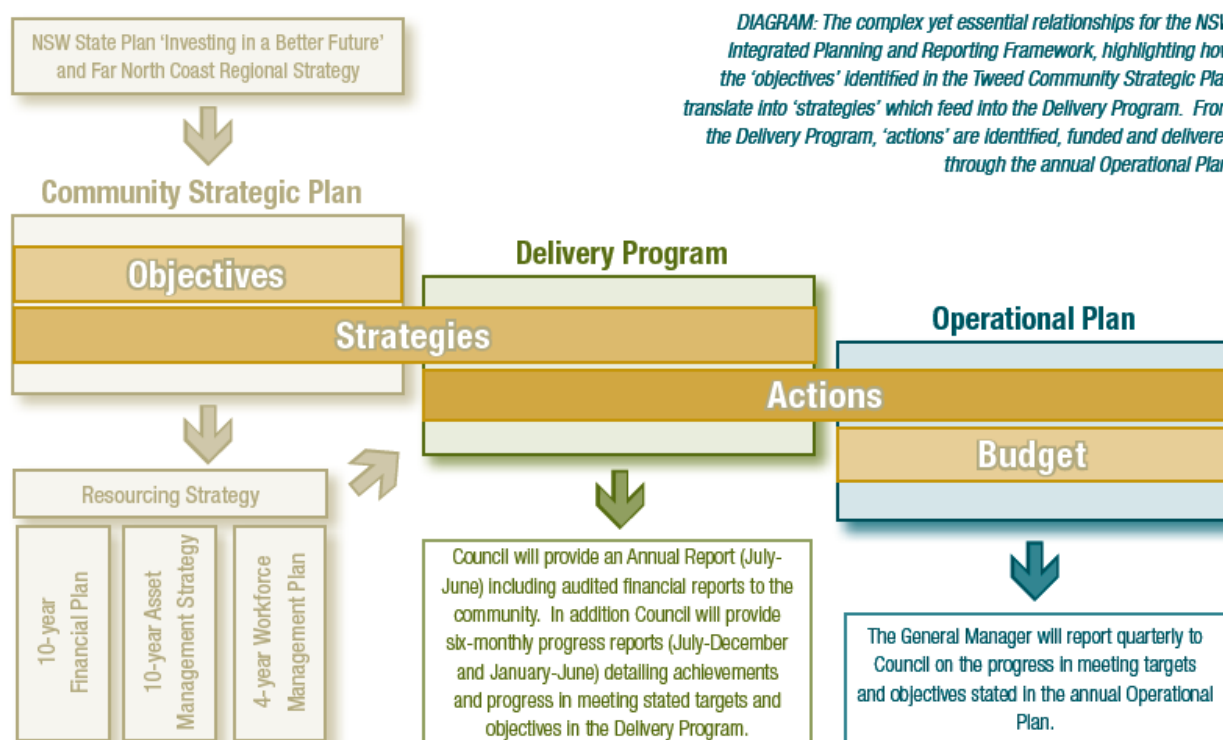 NSW State Plan ‘Investing in a Better Future’
and Far North Coast Regional Strategy
DIAGRAM: The complex yet essential relationships for the NSW
Integrated Planning and Reporting Framework, highlighting how
the ‘objectives’ identified in the Tweed Community Strategic Plan
translate into ‘strategies’ which feed into the Delivery Program. From
the Delivery Program, ‘actions’ are identified, funded and delivered
through the annual Operational Plan
Community Strategic Plan
Objectives
Delivery Program
Strategies
Operational Plan
Actions
Budget
Resourcing Strategy
10-year
Financial Plan
10-year Asset
Management Strategy
4-year Workforce
Management Plan
Council will provide an Annual Report (July-
June) including audited financial reports to the
community. In addition Council will provide
six-monthly progress reports (July-December
and January-June) detailing achievements
and progress in meeting stated targets and
objectives in the Delivery Program.
The General Manager will report quarterly to
Council on the progress in meeting targets
and objectives stated in the annual Operational
Plan.